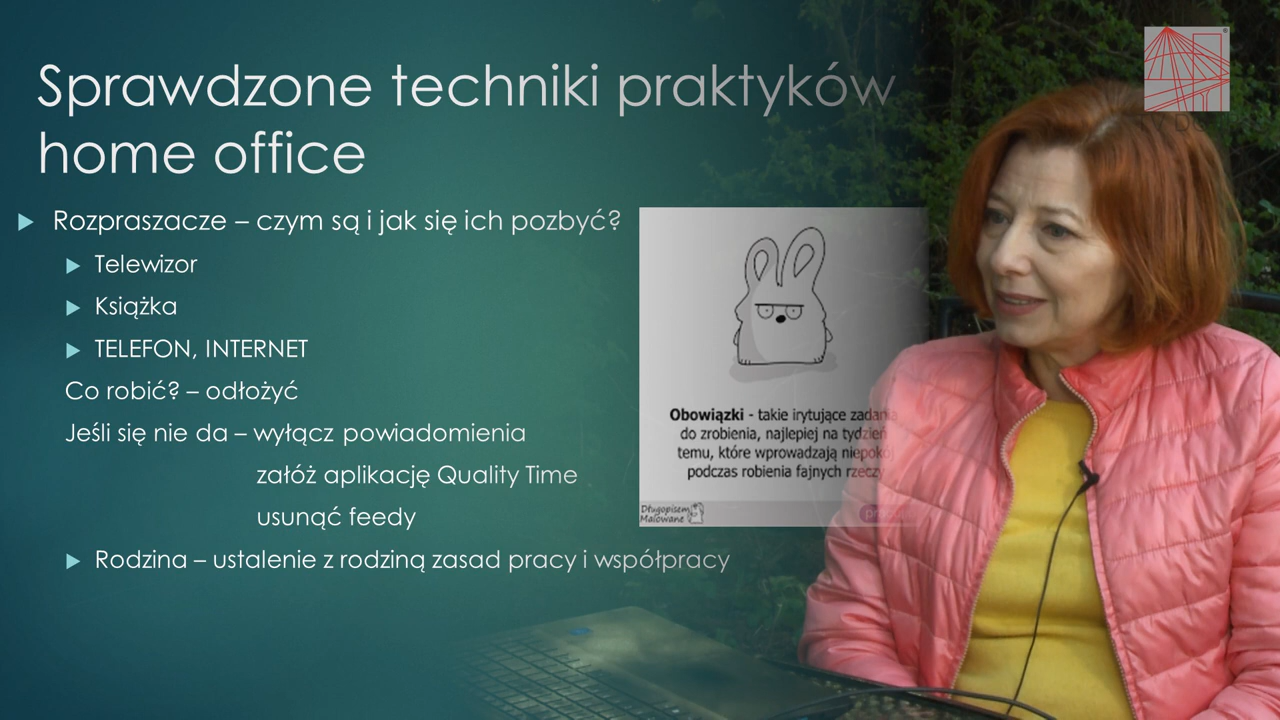 Sprawdzone techniki praktyków
home office
Rozpraszacze – czym są i jak się ich pozbyć?
Telewizor
Książka
TELEFON, INTERNET
Co robić? – odłożyć
Jeśli się nie da – wyłącz powiadomienia
załóż aplikację Quality Time
usunąć feedy
Rodzina – ustalenie z rodziną zasad pracy i współpracy
Obowiązki - takie irytujące zadania
do zrobienia, najlepiej na tydzień
temu, które wprowadzają niepokój
podczas robienia fajnych rzeczy
Długopisem
Malowane